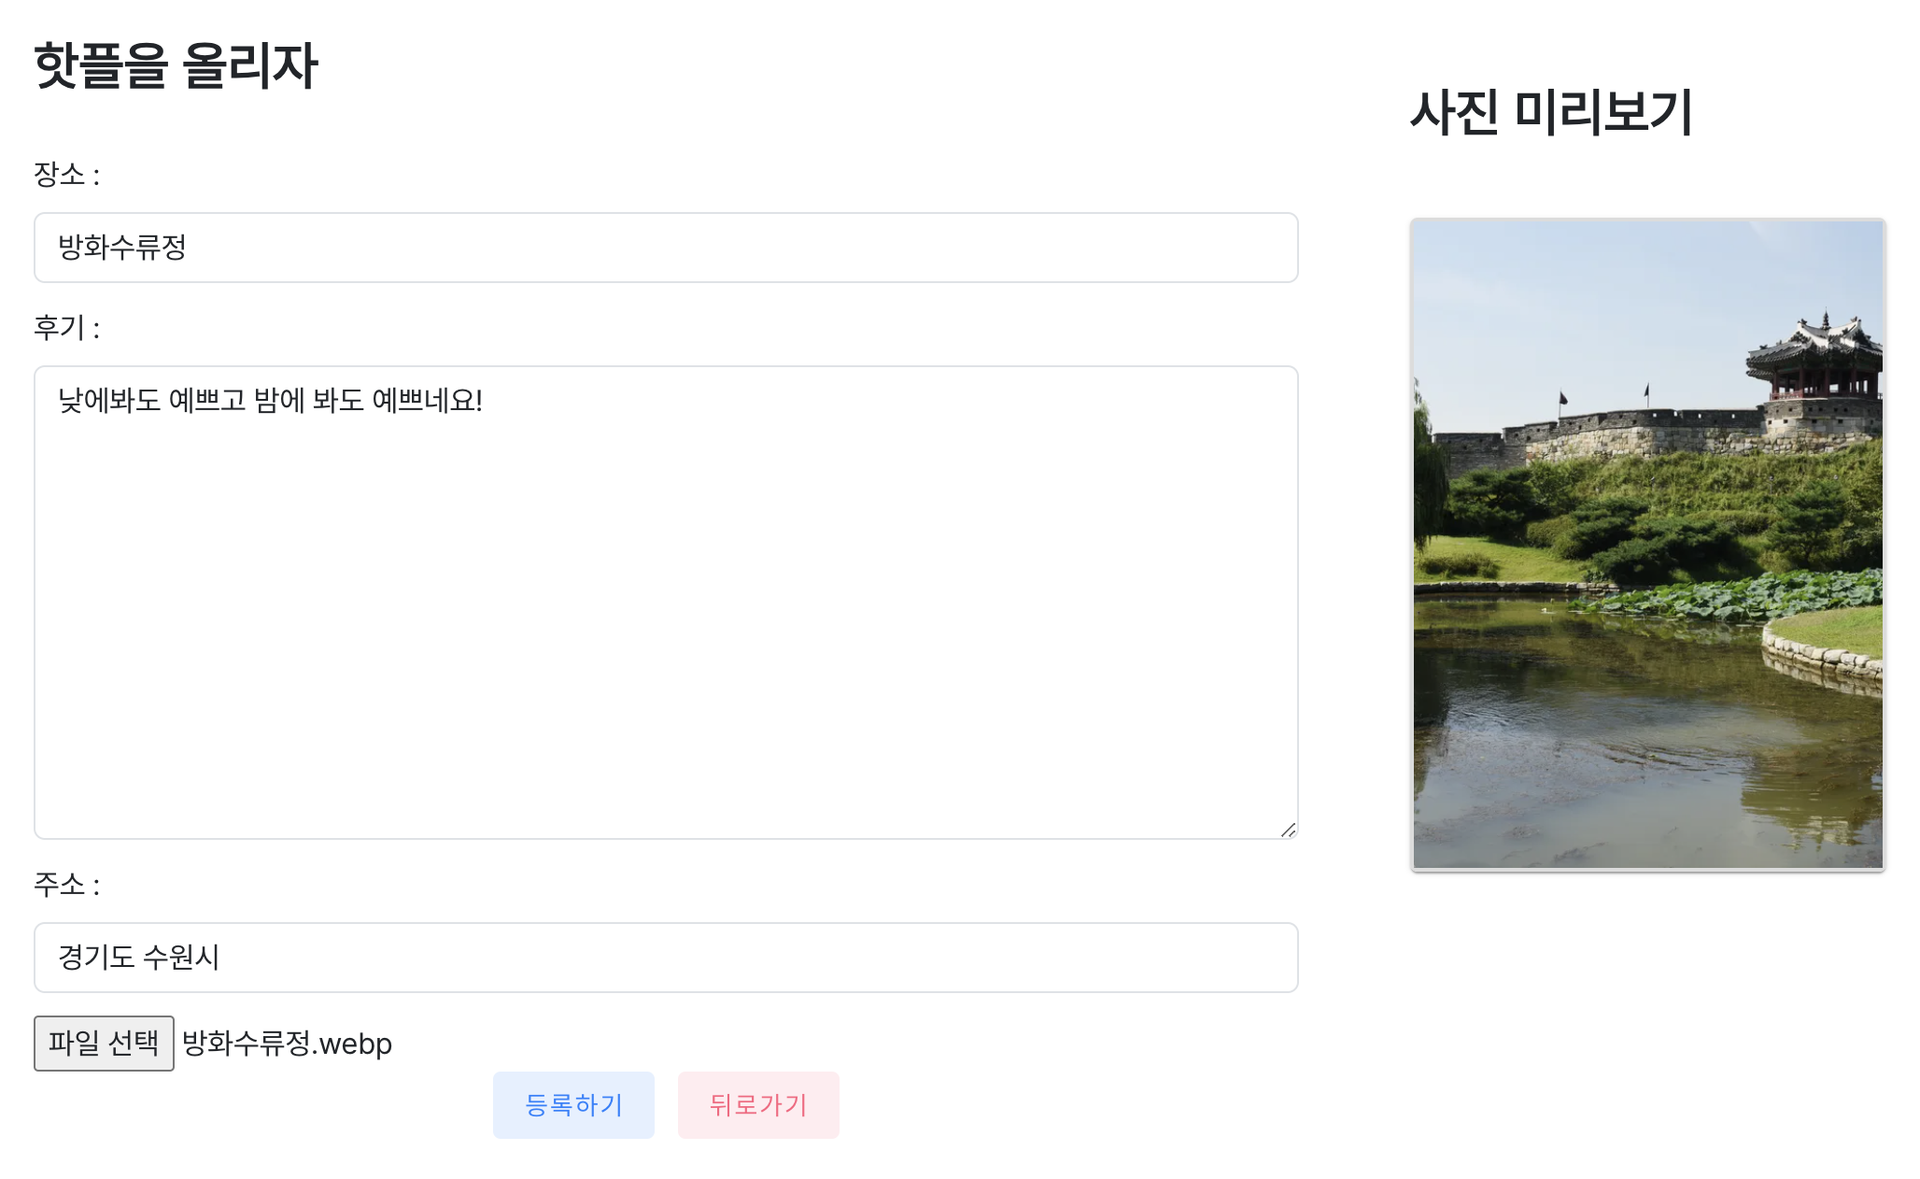 핫플을 올리자
장소 :
방화수류정
후기 :
낮에봐도 예쁘고 밤에 봐도 예쁘네요!
주소 :
경기도 수원시
파일 선택 방화수류정.webp
등록하기 뒤로가기
사진 미리보기